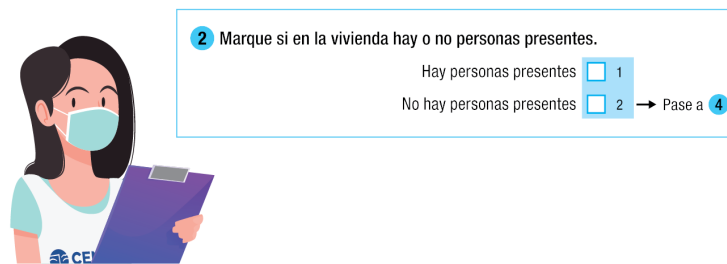 2 Marque si en la vivienda hay o no personas presentes.
Hay personas presentes 1
No hay personas presentes 2 → Pase a 4
CE